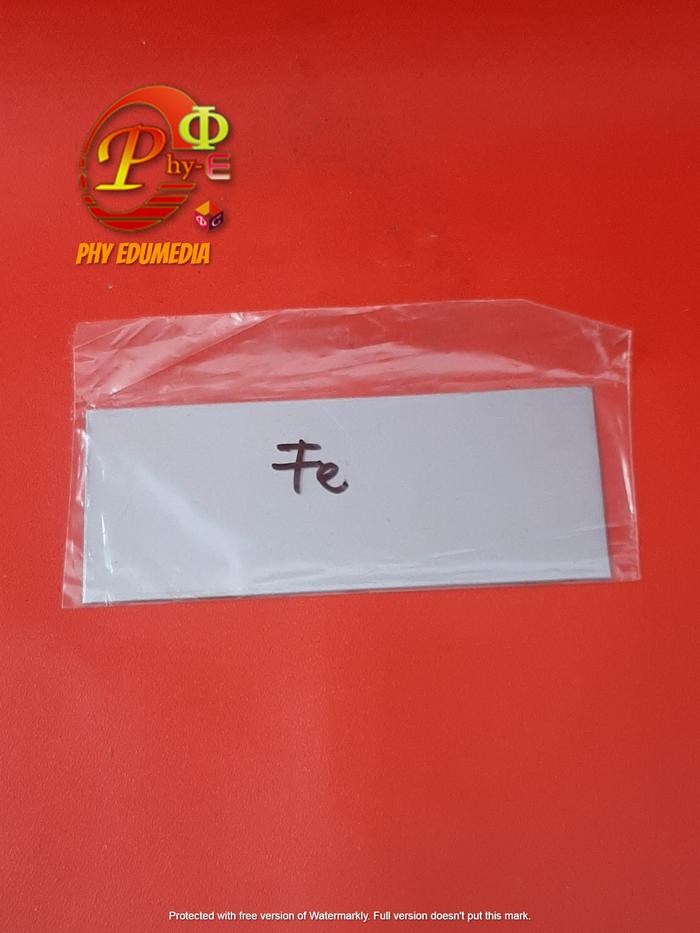 Φ
Phy-E
PHY EDUMEDIA
Fe
Protected with free version of Watermarkly. Full version doesn't put this mark.